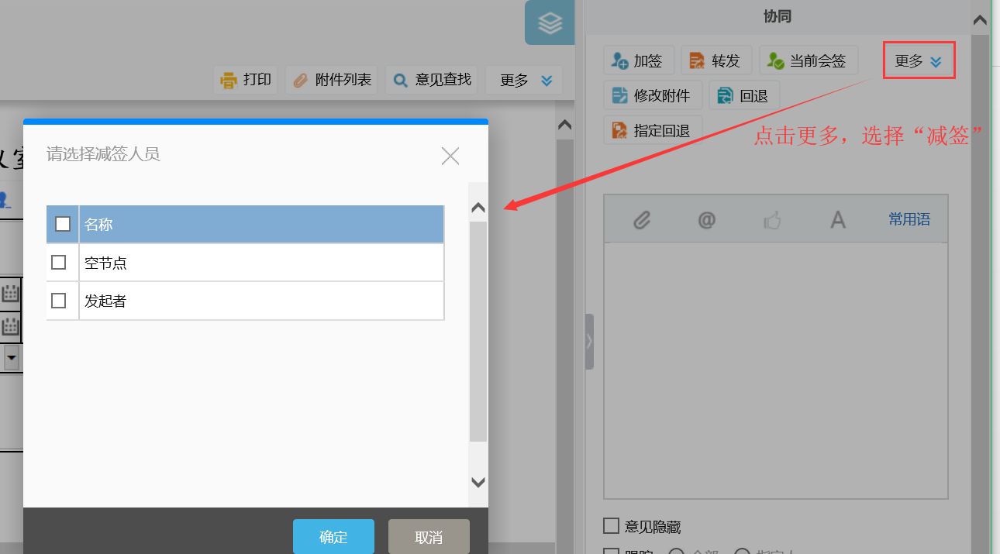 协同
加签 转发 当前会签 更多
打印 附件列表 意见查找 更多
修改附件 回退
指定回退
点击更多，选择“减签”
请选择减签人员
名称
空节点
发起者
@ A 常用语
确定 取消
意见隐藏